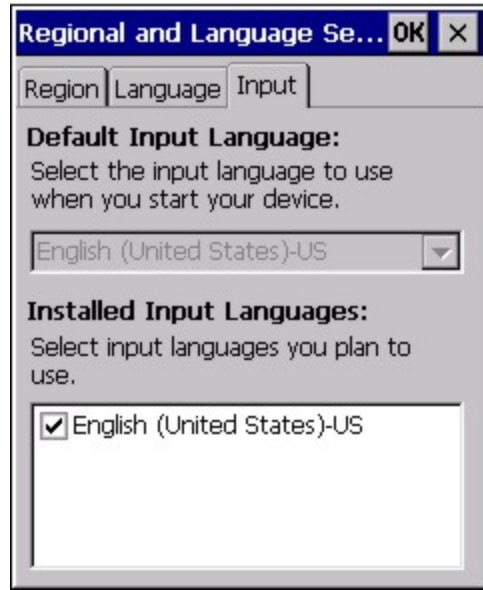 Regional and Language Se... OK ×
Region Language Input
Default Input Language:
Select the input language to use
when you start your device.
English (United States)-US
Installed Input Languages:
Select input languages you plan to
use.
English (United States)-US